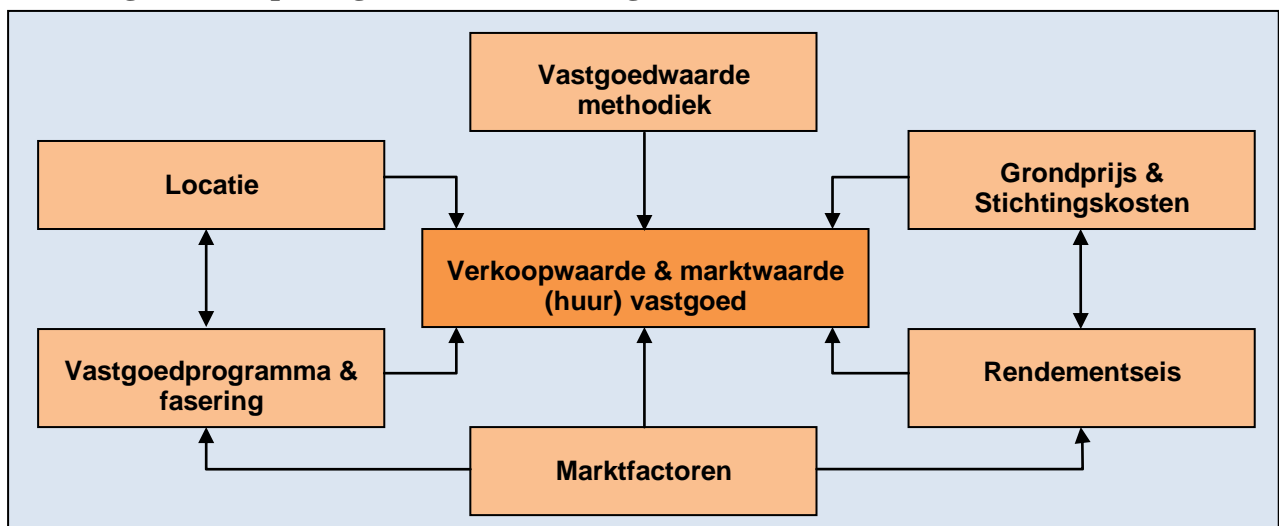 Vastgoedwaarde
methodiek
Locatie
Grondprijs &
Stichtingskosten
Verkoopwaarde & marktwaarde
(huur) vastgoed
Vastgoedprogramma &
fasering
Rendementseis
Marktfactoren